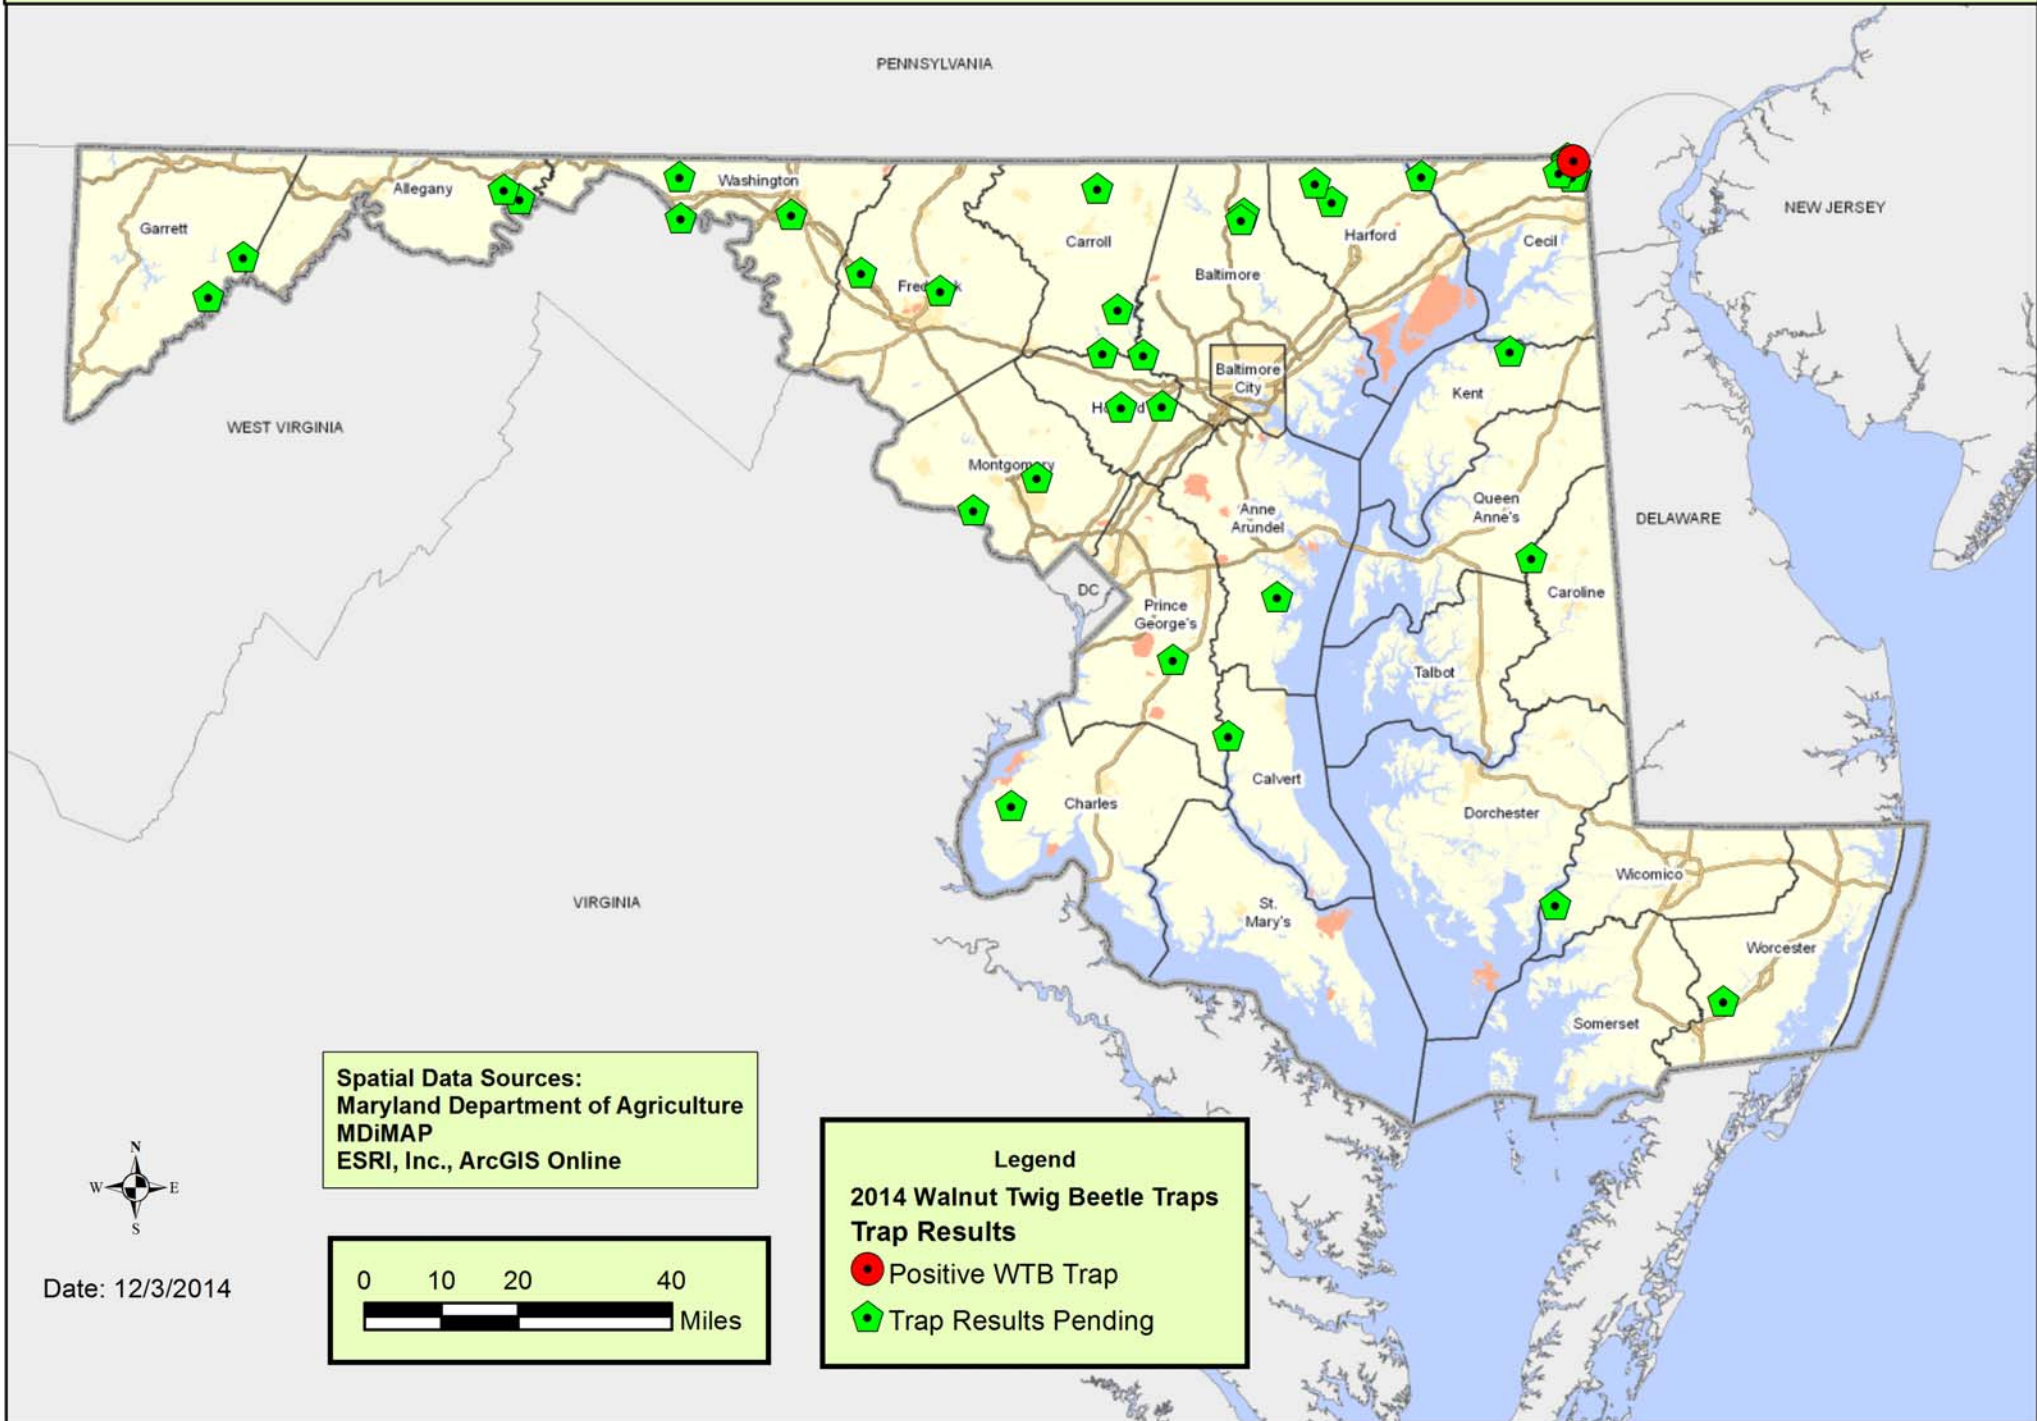 PENNSYLVANIA
NEW JERSEY
Washington
Allegany
Garrett
Carroll
Harford
Cecil
Baltimore
Baltimore
City
Kent
WEST VIRGINIA
Montgomery
Queen
Anne's
Anne
Arundel
DELAWARE
DC
Caroline
Prince
George's
Talbot
Calvert
Charles
Dorchester
Wicomico
VIRGINIA
St.
Mary's
Worcester
Somerset
Spatial Data Sources:
Maryland Department of Agriculture
MDiMAP
ESRI, Inc., ArcGIS Online
N
W E
S
Date: 12/3/2014
0 10 20 40
Miles
Legend
2014 Walnut Twig Beetle Traps
Trap Results
Positive WTB Trap
Trap Results Pending